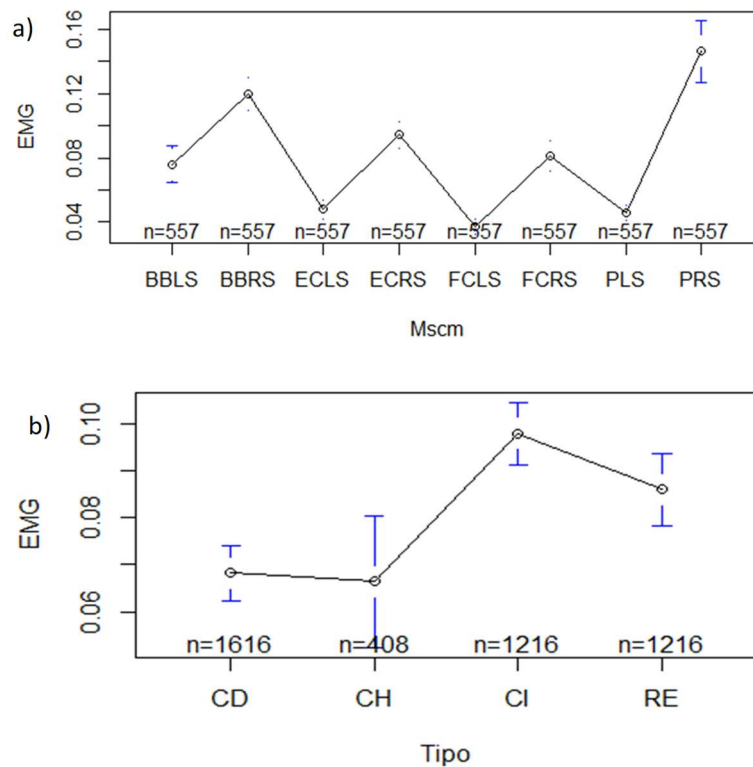 a)
0.16
0.12
0.08
0.04
EMG
n=557 n=557 n=557 n=557 n=557 n=557 n=557 n=557
BBLS BBRS ECLS ECRS FCLS FCRS PLS PRS
Mscm
b)
0.10
0.08
0.06
EMG
n=1616 n=408 n=1216 n=1216
CD CH CI RE
Tipo